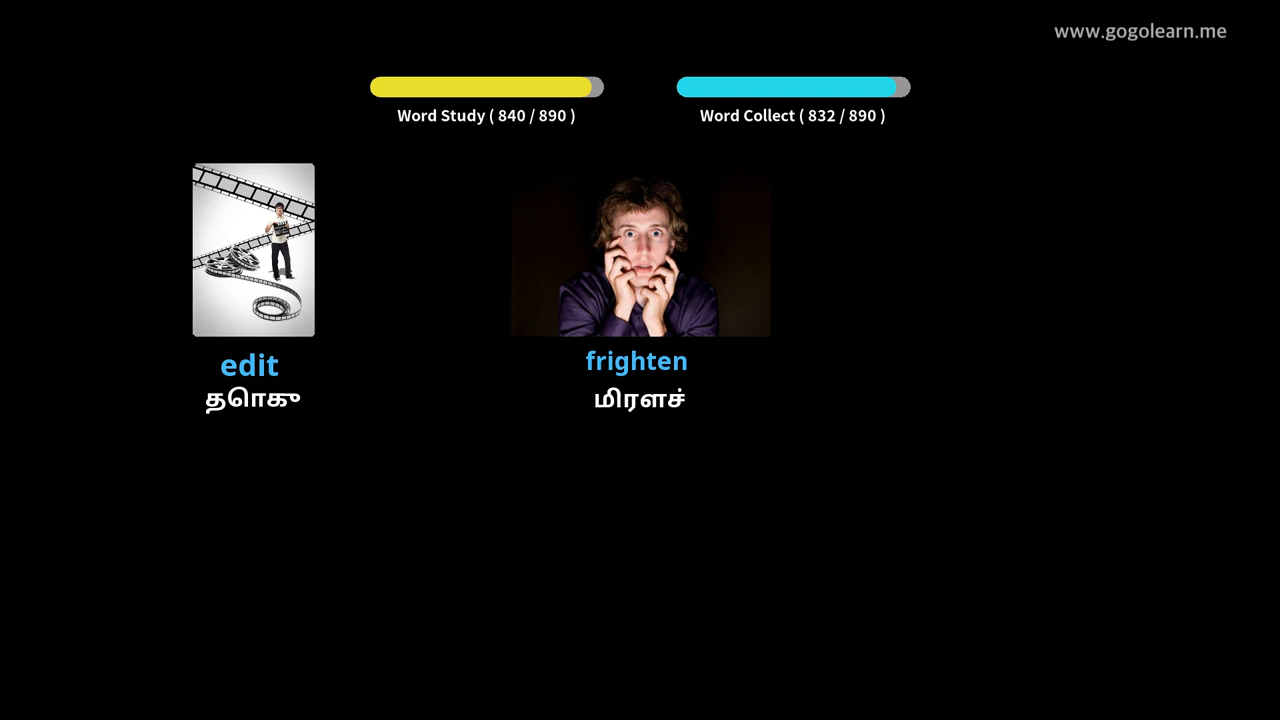 www.gogolearn.me
Word Study ( 840 / 890 )
Word Collect ( 832 / 890 )
edit
தொகு
frighten
மிரளச்